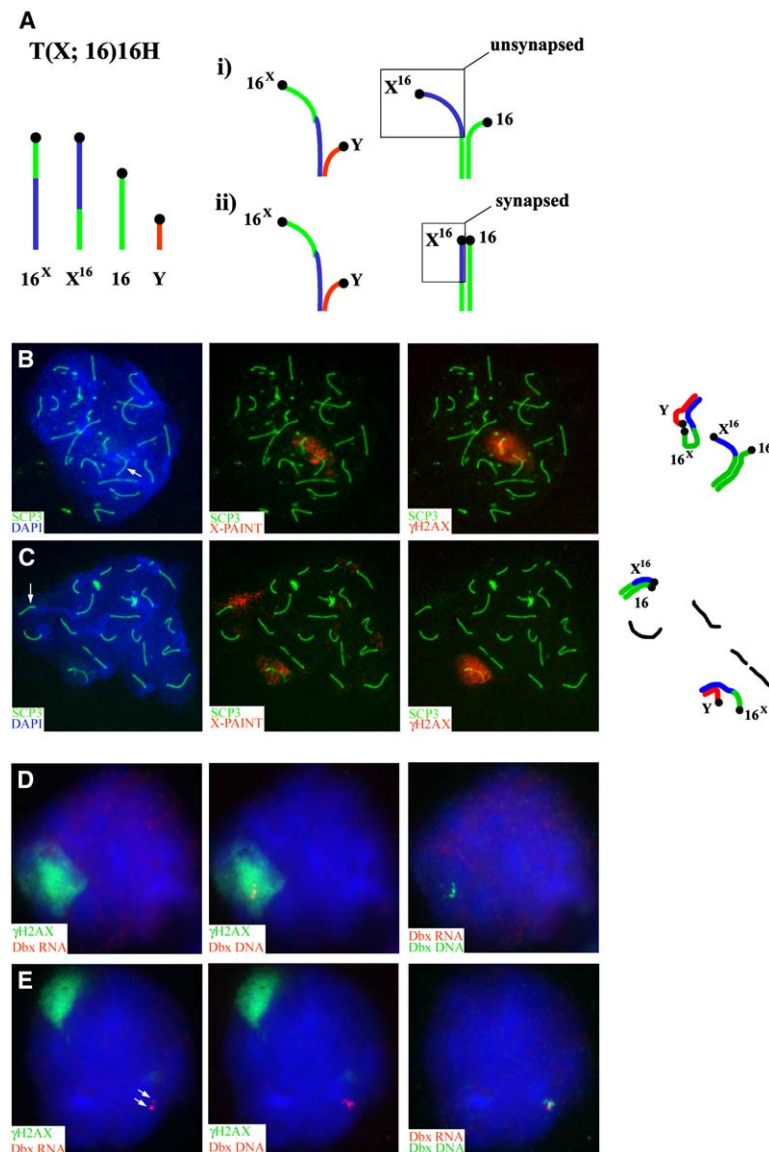 A
T(X; 16)16H
16X X16 16 Y
i)
16X
Y
X16
16
unsynapsed
ii)
16X
Y
X16
16
synapsed
B
SCP3
DAPI
SCP3
X-PAINT
SCP3
γH2AX
Y
16X
X16
16
C
SCP3
DAPI
SCP3
X-PAINT
SCP3
γH2AX
X16
16
Y
16X
D
γH2AX
Dbx RNA
γH2AX
Dbx DNA
Dbx RNA
Dbx DNA
E
γH2AX
Dbx RNA
γH2AX
Dbx DNA
Dbx RNA
Dbx DNA